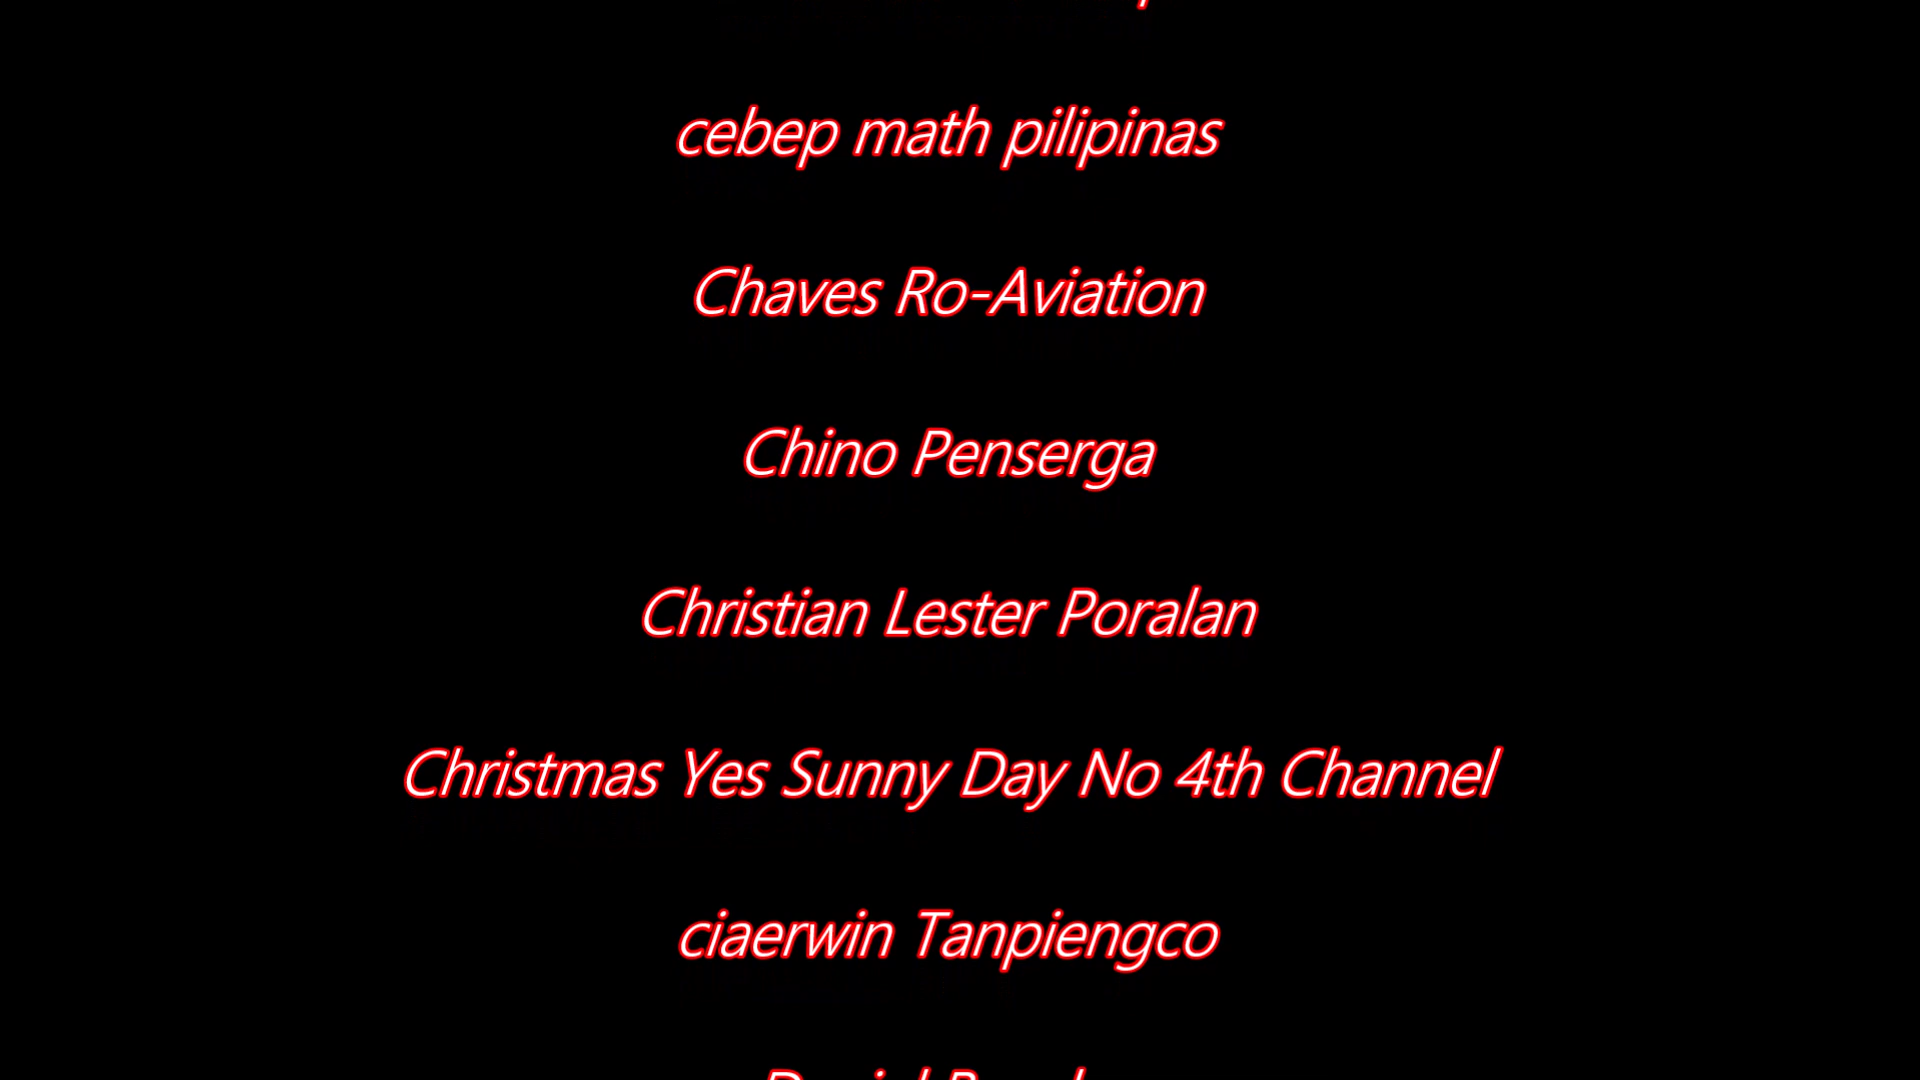 cebep math pilipinas
Chaves Ro-Aviation
Chino Penserga
Christian Lester Poralan
Christmas Yes Sunny Day No 4th Channel
ciaerwin Tanpiengco